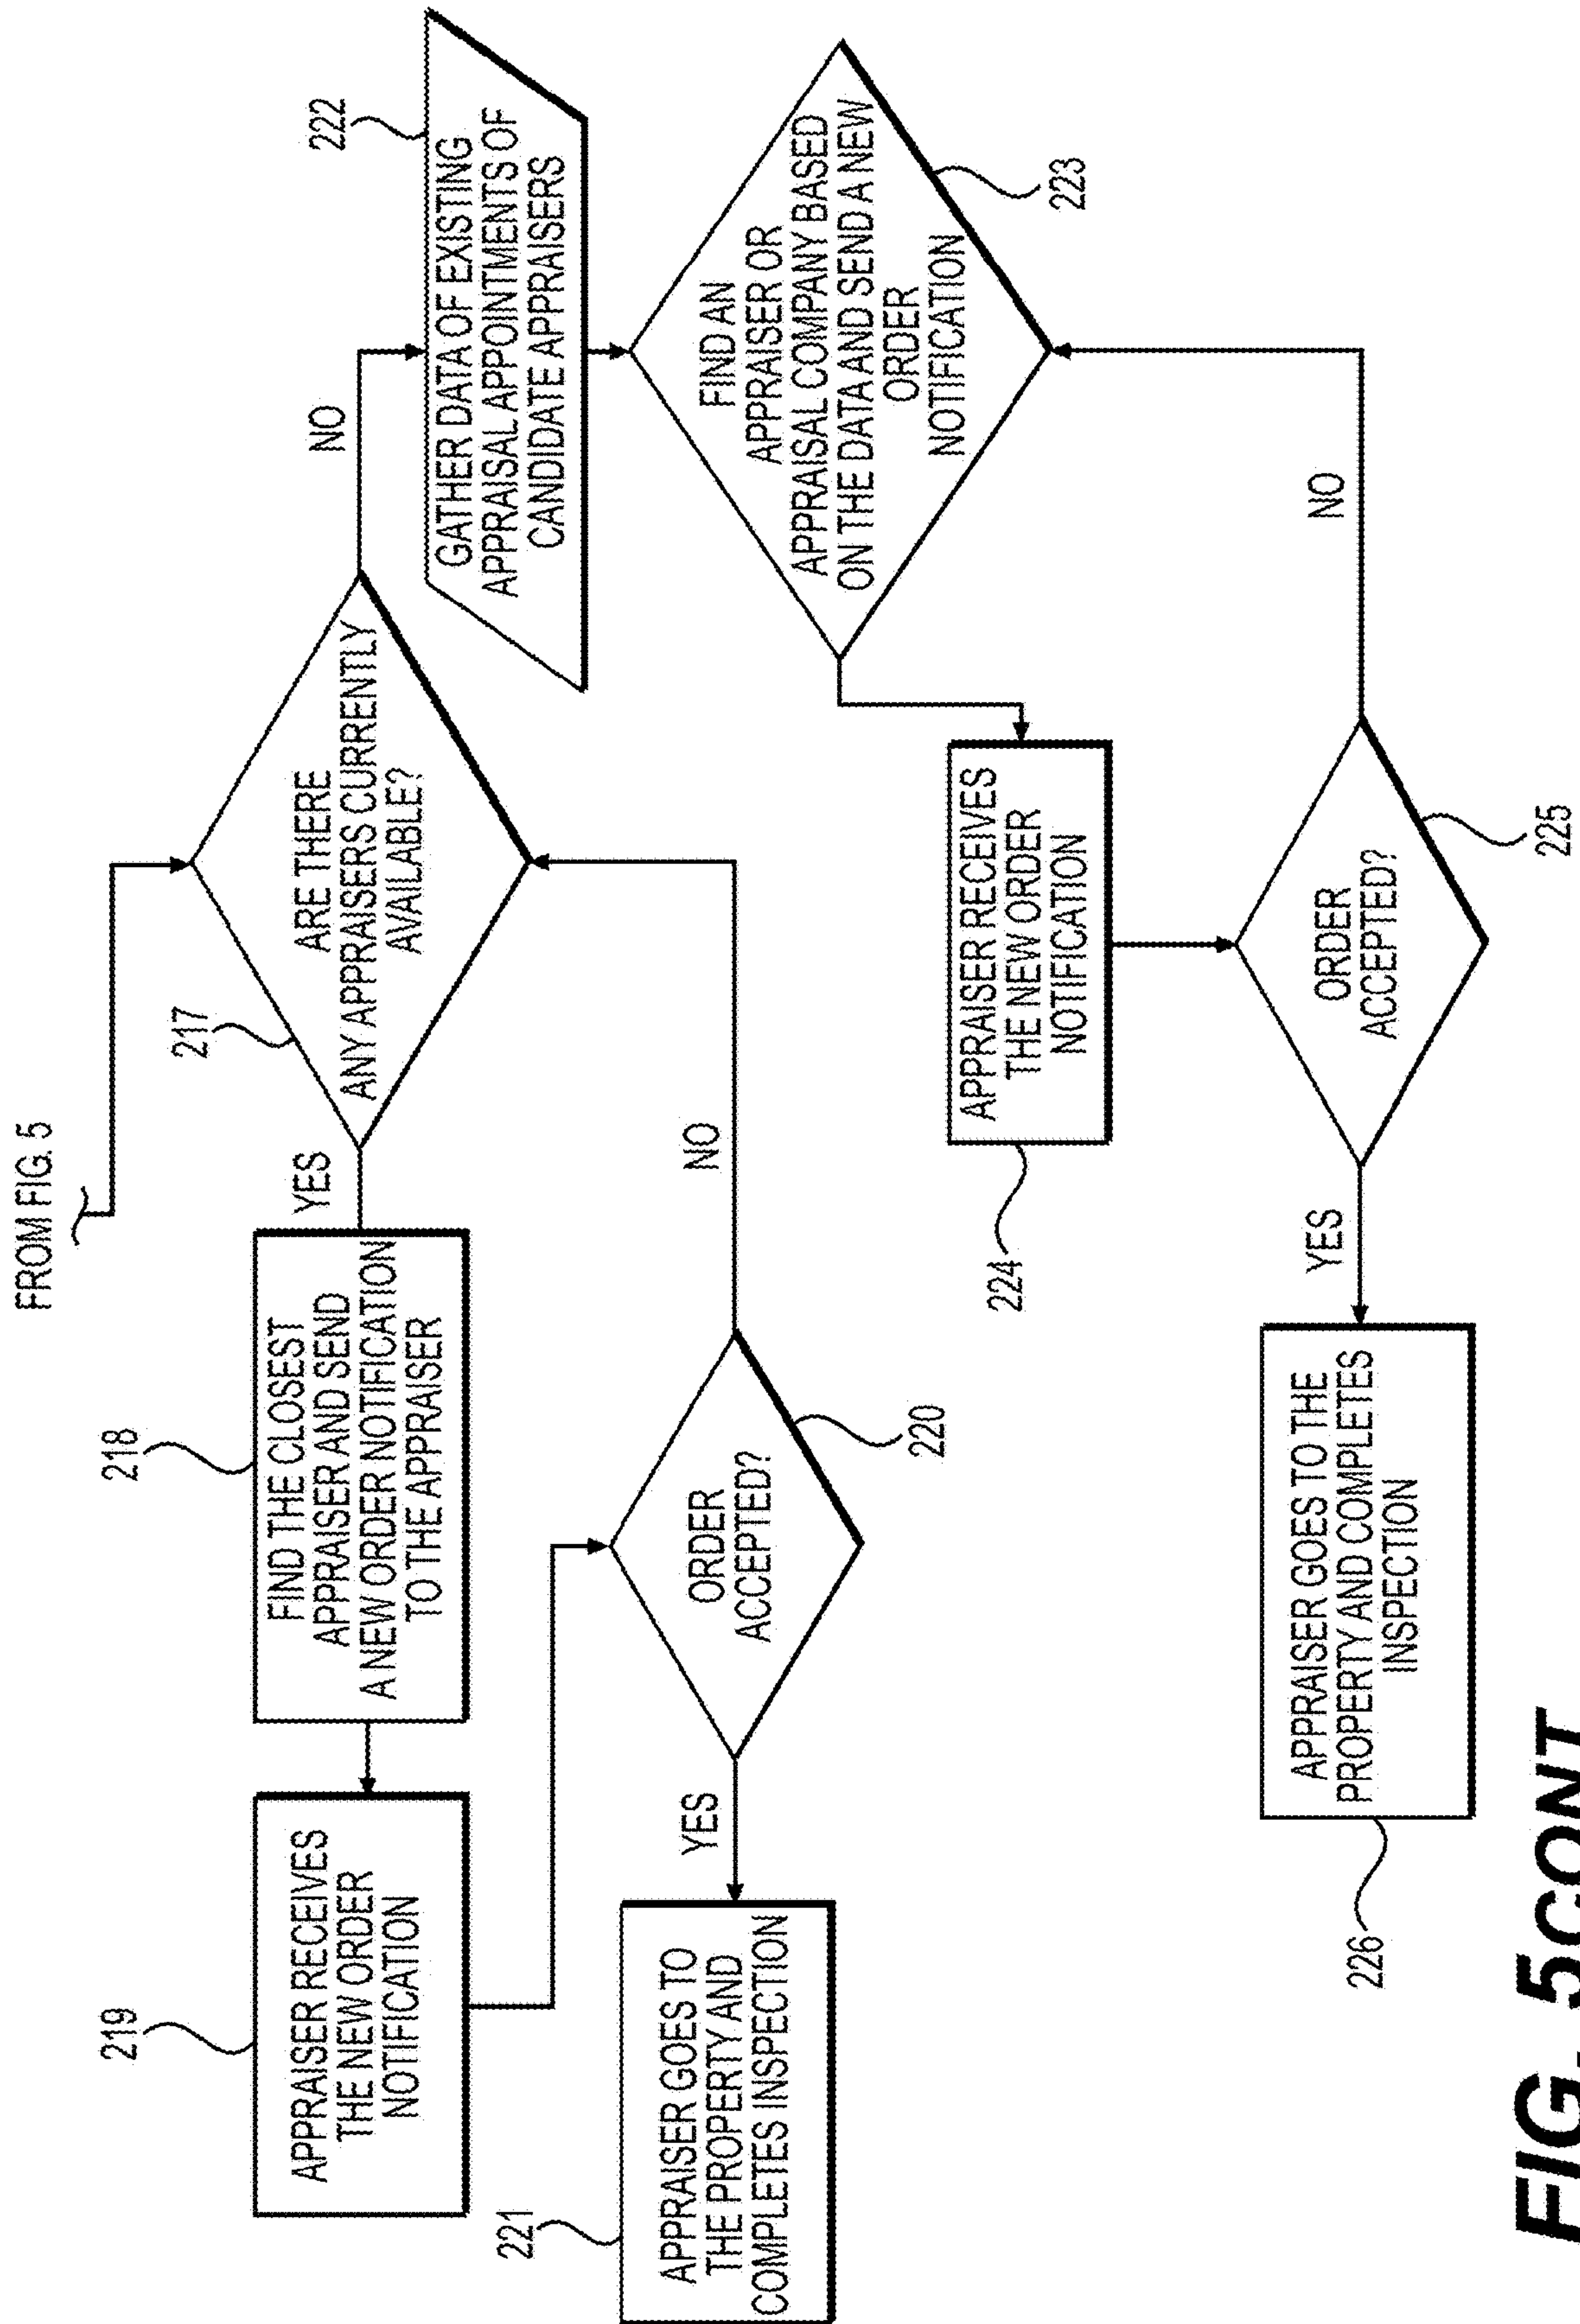 FROM FIG. 5
217
ARE THERE
ANY APPRAISERS CURRENTLY
AVAILABLE?
YES
NO
218
FIND THE CLOSEST
APPRAISER AND SEND
A NEW ORDER NOTIFICATION
TO THE APPRAISER
219
APPRAISER RECEIVES
THE NEW ORDER
NOTIFICATION
220
ORDER
ACCEPTED?
NO
YES
221
APPRAISER GOES TO
THE PROPERTY AND
COMPLETES INSPECTION
222
GATHER DATA OF EXISTING
APPRAISAL APPOINTMENTS OF
CANDIDATE APPRAISERS
223
FIND AN
APPRAISER OR
APPRAISAL COMPANY BASED
ON THE DATA AND SEND A NEW
ORDER
NOTIFICATION
224
APPRAISER RECEIVES
THE NEW ORDER
NOTIFICATION
225
ORDER
ACCEPTED?
NO
YES
226
APPRAISER GOES TO THE
PROPERTY AND COMPLETES
INSPECTION
FIG. 5CONT